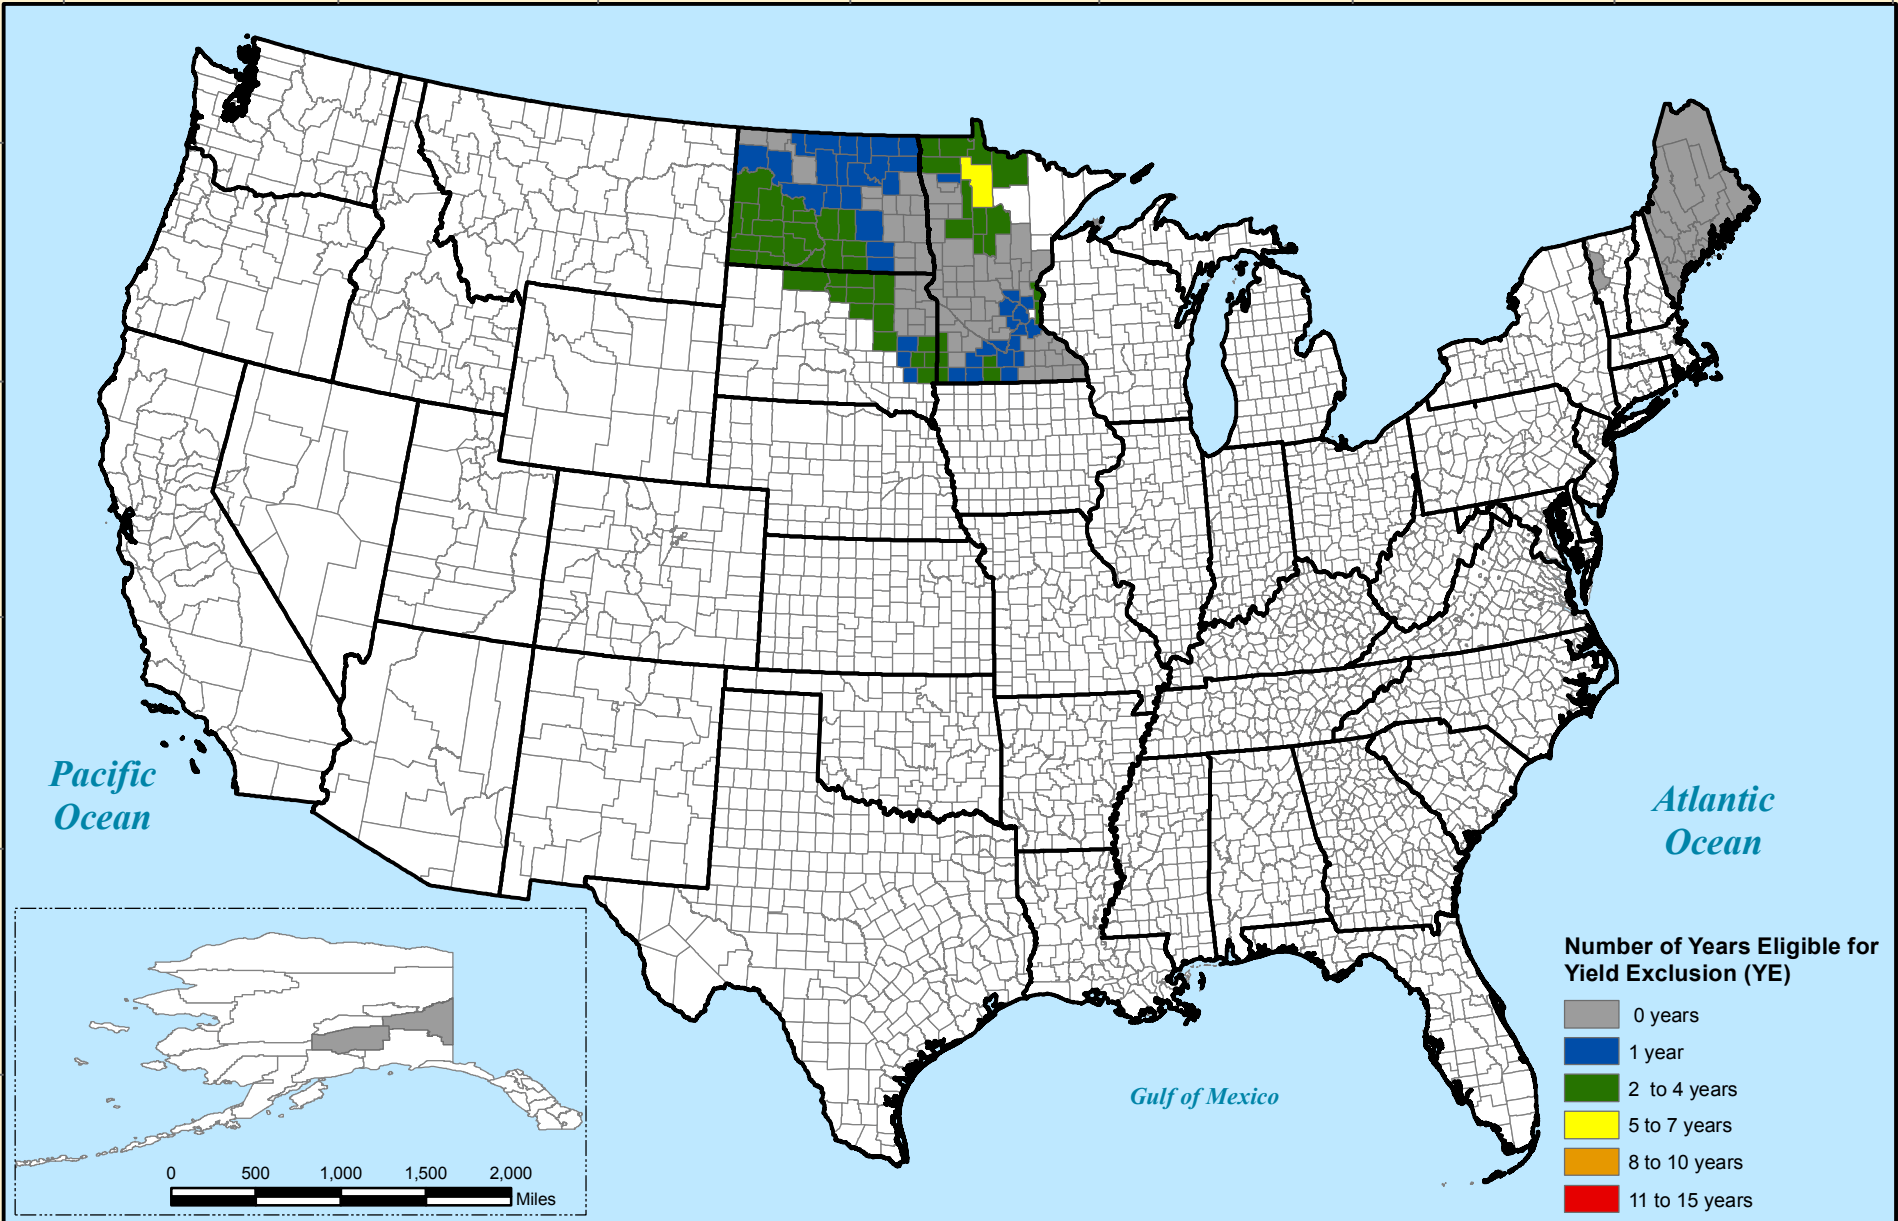 Pacific
Ocean
Atlantic
Ocean
Gulf of Mexico
Number of Years Eligible for
Yield Exclusion (YE)
0 years
1 year
2 to 4 years
5 to 7 years
8 to 10 years
11 to 15 years
0 500 1,000 1,500 2,000
Miles